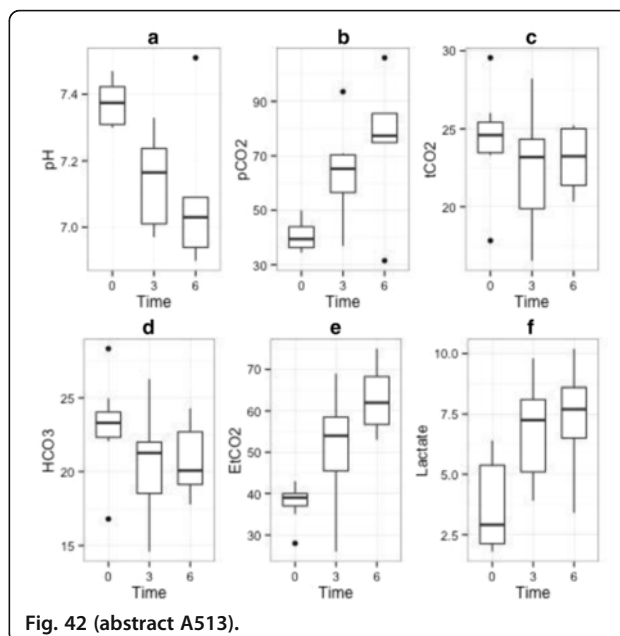 a b c
7.4 7.2 7.0
pH
0 3 6
Time
90 70 50 30
pCO2
0 3 6
Time
30 25 20
tCO2
0 3 6
Time
d e f
25 20 15
HCO3
0 3 6
Time
70 60 50 40 30
EtCO2
0 3 6
Time
10.0 7.5 5.0 2.5
Lactate
0 3 6
Time
Fig. 42 (abstract A513).